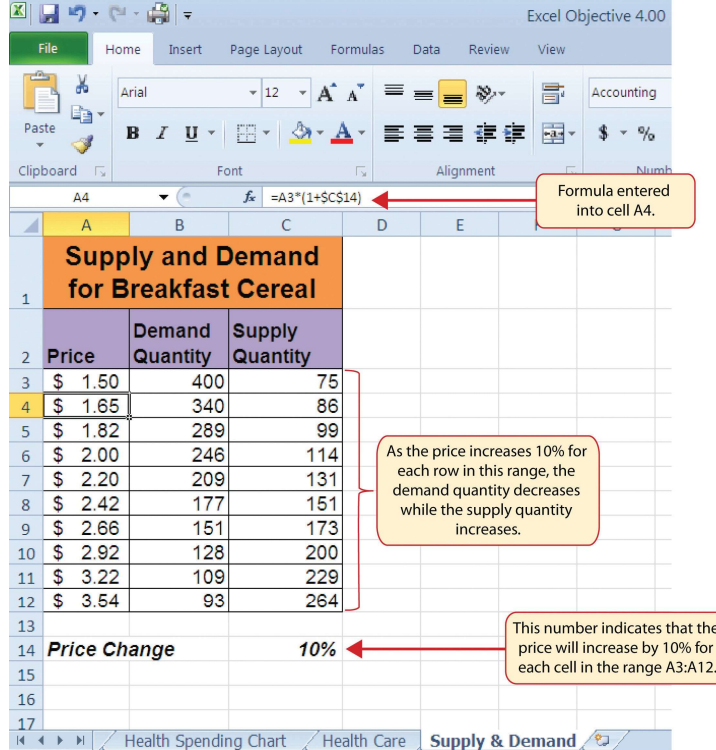 Excel Objective 4.00
File Home Insert Page Layout Formulas Data Review View
Arial 12 A A Accounting
Paste B I U A a $ %
Clipboard Font Alignment Numb
A4 fx =A3*(1+$C$14)
Formula entered
into cell A4.
A B C D E
Supply and Demand
for Breakfast Cereal
1
Demand Supply
2 Price Quantity Quantity
3 $ 1.50 400 75
4 $ 1.65 340 86
5 $ 1.82 289 99
6 $ 2.00 246 114
7 $ 2.20 209 131
8 $ 2.42 177 151
9 $ 2.66 151 173
10 $ 2.92 128 200
11 $ 3.22 109 229
12 $ 3.54 93 264
As the price increases 10% for
each row in this range, the
demand quantity decreases
while the supply quantity
increases.
13
14 Price Change 10%
This number indicates that the
price will increase by 10% for
each cell in the range A3:A12.
15
16
17
Health Spending Chart Health Care Supply & Demand